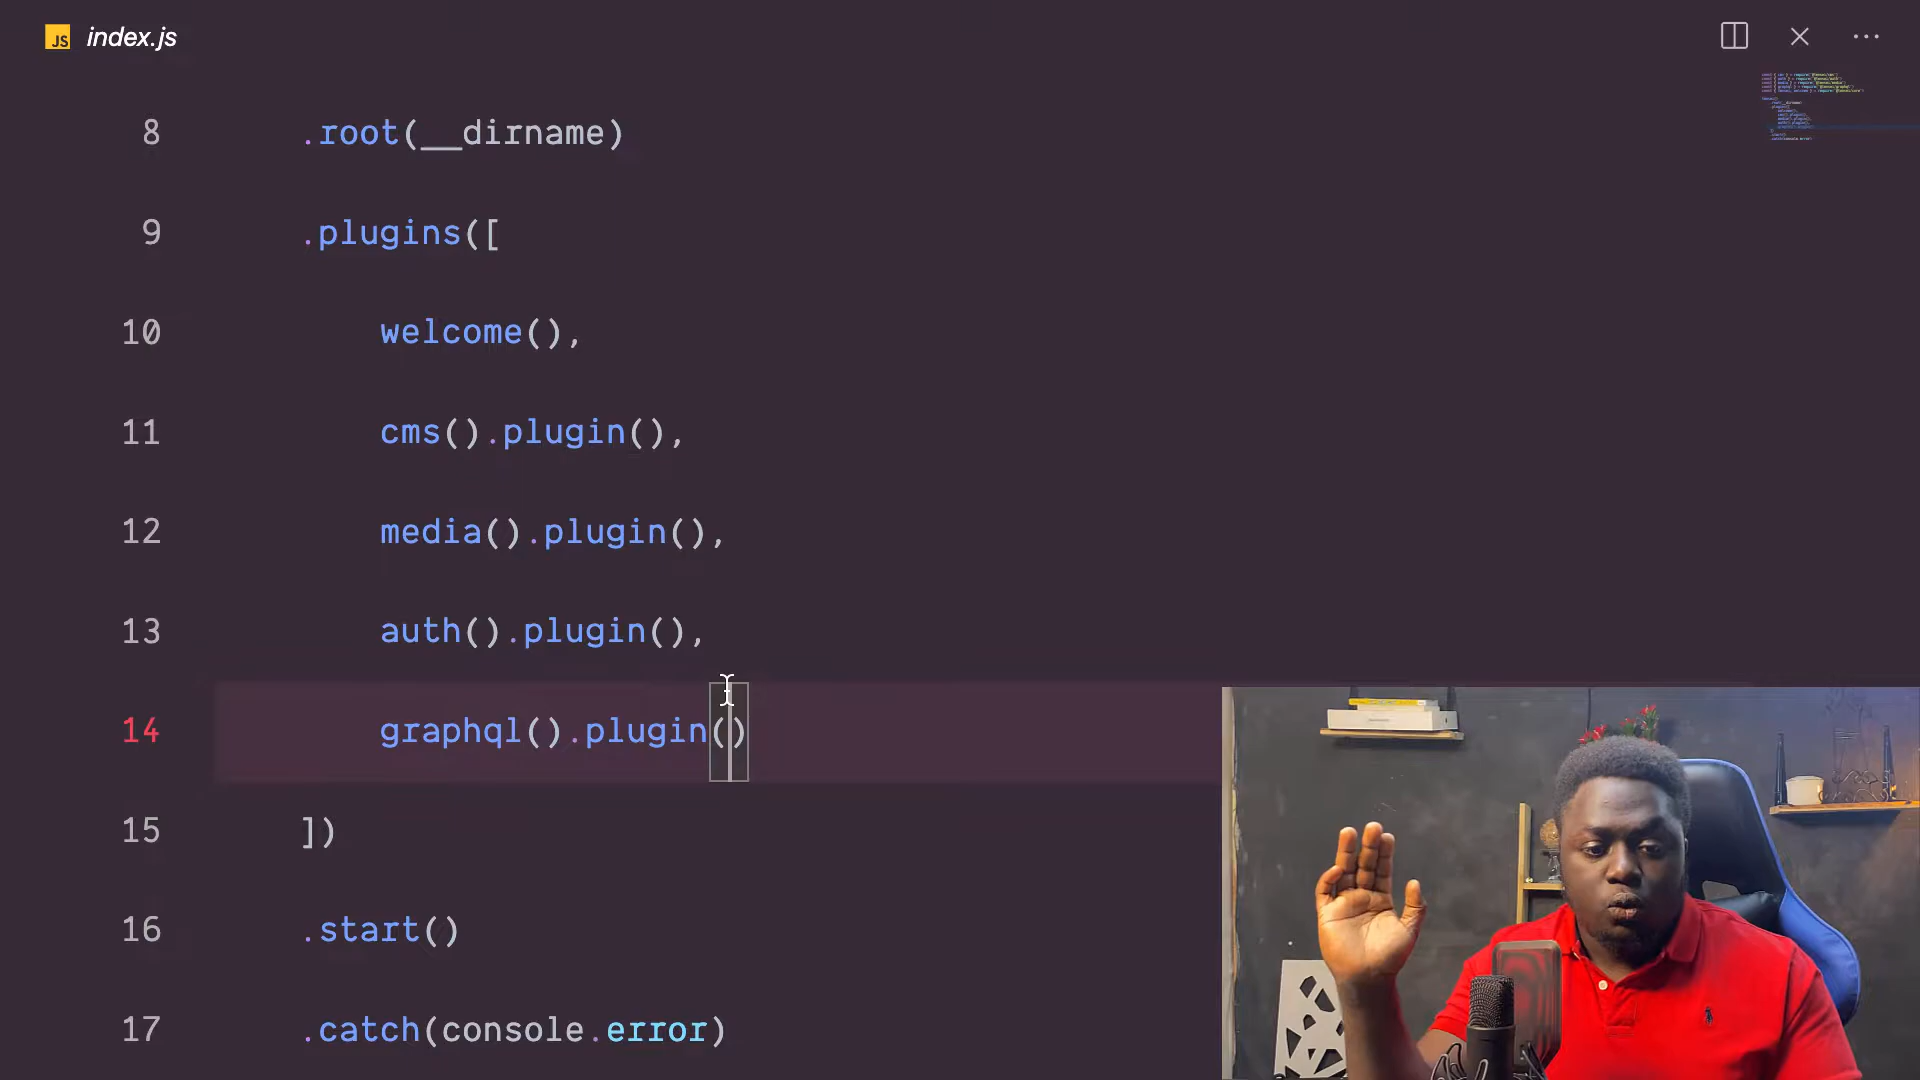 JS index.js
8 .root(__dirname)
9 .plugins([
10 welcome(),
11 cms().plugin(),
12 media().plugin(),
13 auth().plugin(),
14 graphql().plugin()
15 ])
16 .start()
17 .catch(console.error)